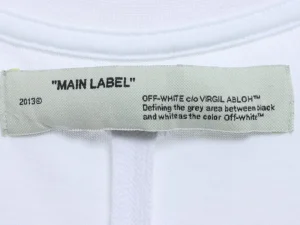 "MAIN LABEL"
2013©
OFF-WHITE c/o VIRGIL ABLOH™
Defining the grey area between black
and white as the color Off-White™